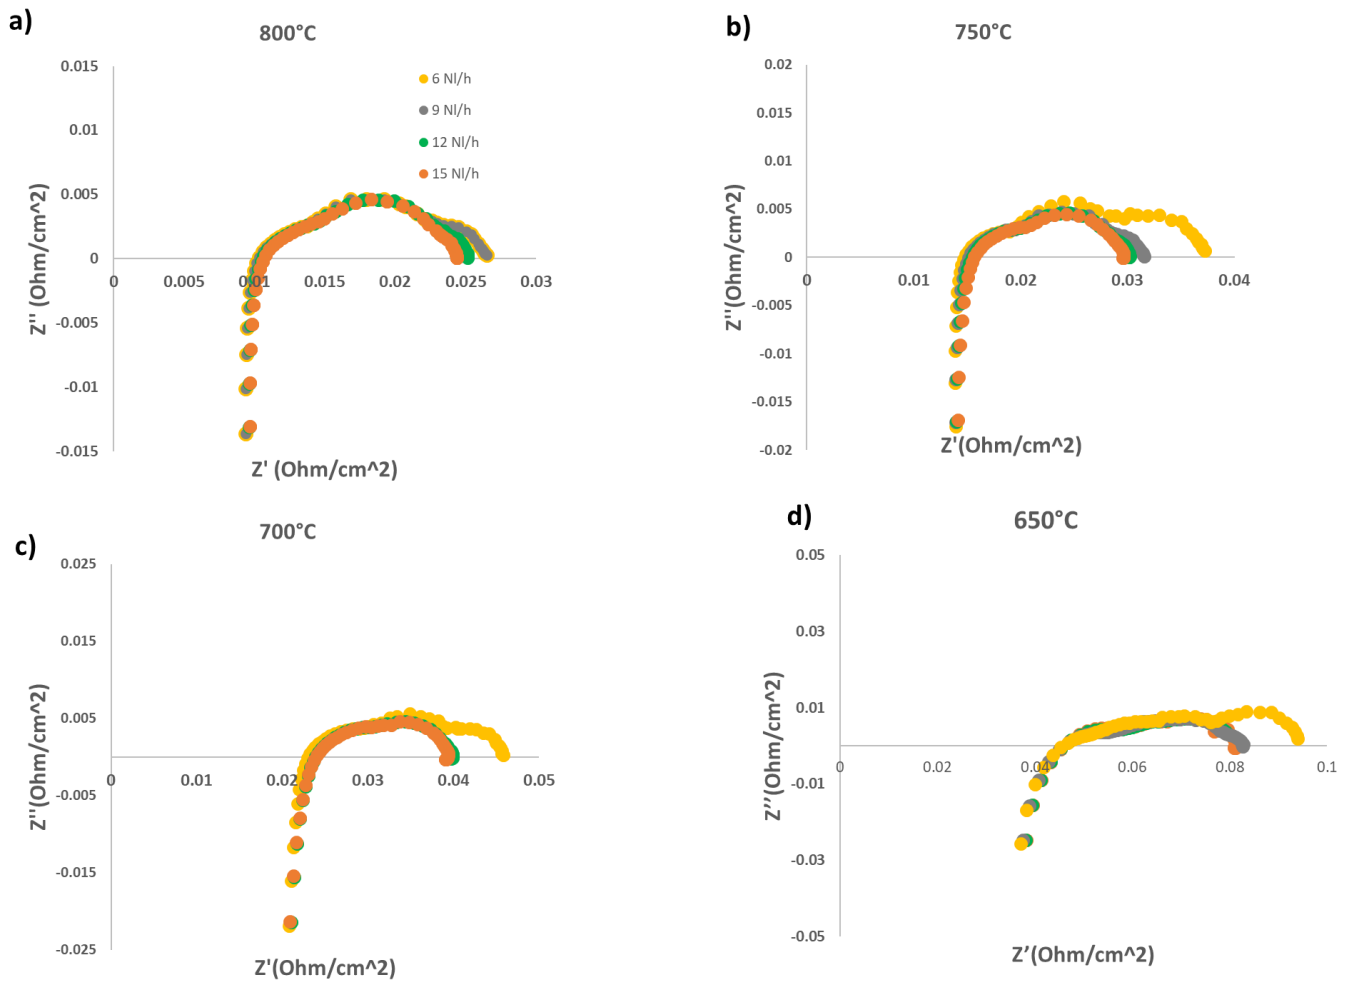 a)
800°C
0.015
0.01
0.005
0
-0.005
-0.01
-0.015
0
0.005
0.01
0.015
0.02
0.025
0.03
Z'' (Ohm/cm^2)
Z' (Ohm/cm^2)
6 Nl/h
9 Nl/h
12 Nl/h
15 Nl/h
b)
750°C
0.02
0.015
0.01
0.005
0
-0.005
-0.01
-0.015
-0.02
0
0.01
0.02
0.03
0.04
Z''(Ohm/cm^2)
Z'(Ohm/cm^2)
c)
700°C
0.025
0.015
0.005
-0.005
-0.015
-0.025
0
0.01
0.02
0.03
0.04
0.05
Z''(Ohm/cm^2)
Z'(Ohm/cm^2)
d)
650°C
0.05
0.03
0.01
-0.01
-0.03
-0.05
0
0.02
0.04
0.06
0.08
0.1
Z’’(Ohm/cm^2)
Z’(Ohm/cm^2)